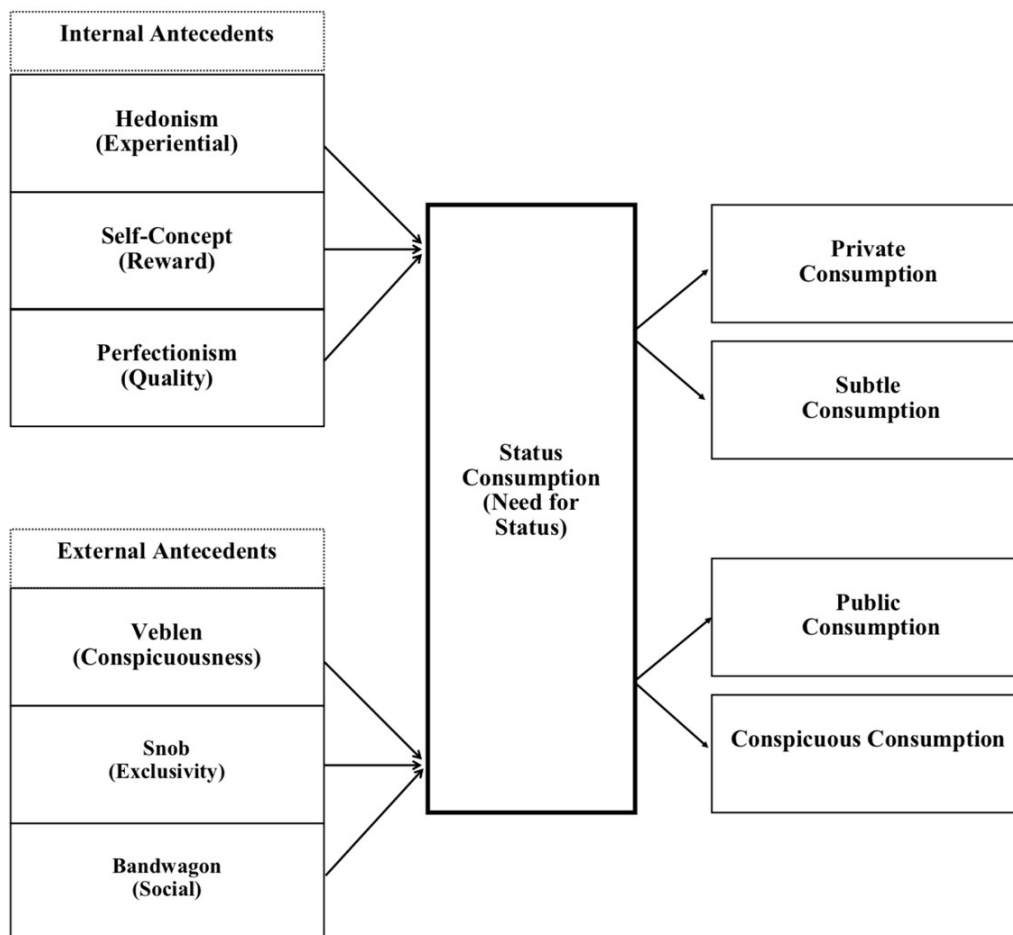 Internal Antecedents
Hedonism
(Experiential)
Self-Concept
(Reward)
Perfectionism
(Quality)
External Antecedents
Veblen
(Conspicuousness)
Snob
(Exclusivity)
Bandwagon
(Social)
Status
Consumption
(Need for
Status)
Private
Consumption
Subtle
Consumption
Public
Consumption
Conspicuous Consumption